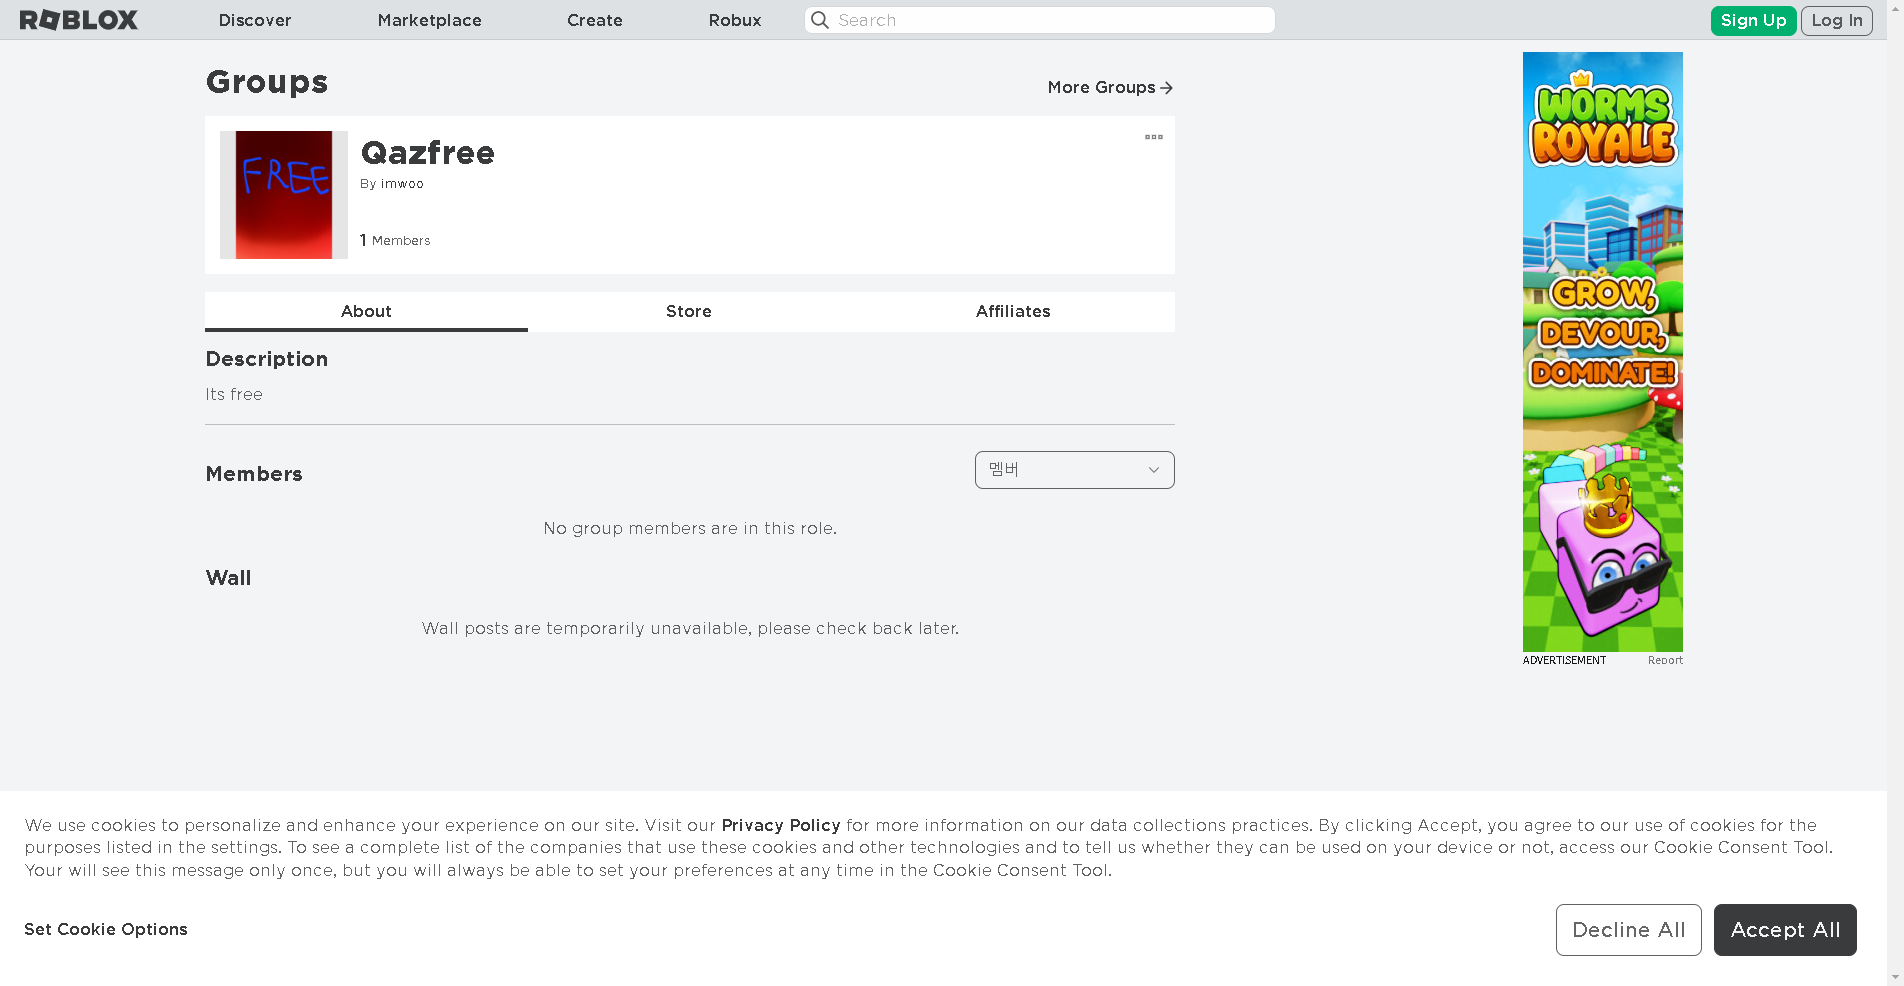 ROBLOX
Discover
Marketplace
Create
Robux
Search
Sign Up
Log In
Groups
More Groups
FREE
Qazfree
By imwoo
1 Members
About
Store
Affiliates
Description
Its free
Members
멤버
No group members are in this role.
Wall
Wall posts are temporarily unavailable, please check back later.
WORMS
ROYALE
GROW,
DEVOUR,
DOMINATE!
ADVERTISEMENT
Report
We use cookies to personalize and enhance your experience on our site. Visit our Privacy Policy for more information on our data collections practices. By clicking Accept, you agree to our use of cookies for the
purposes listed in the settings. To see a complete list of the companies that use these cookies and other technologies and to tell us whether they can be used on your device or not, access our Cookie Consent Tool.
Your will see this message only once, but you will always be able to set your preferences at any time in the Cookie Consent Tool.
Set Cookie Options
Decline All
Accept All